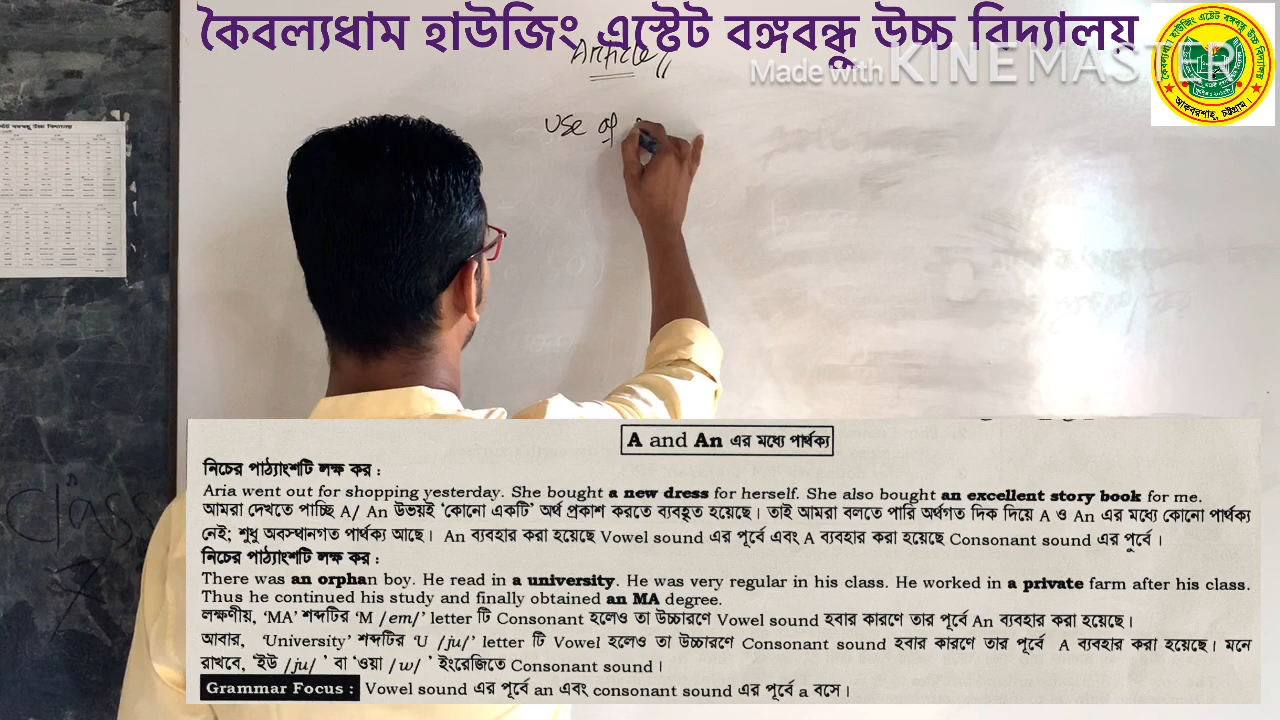 কৈবল্যধাম হাউজিং এস্টেট বঙ্গবন্ধু উচ্চ বিদ্যালয়
Made with KINEMASTER
Article
use of
Class
7
A and An এর মধ্যে পার্থক্য
নিচের পাঠ্যাংশটি লক্ষ কর :
Aria went out for shopping yesterday. She bought a new dress for herself. She also bought an excellent story book for me.
আমরা দেখতে পাচ্ছি A/ An উভয়ই ‘কোনো একটি’ অর্থ প্রকাশ করতে ব্যবহৃত হয়েছে। তাই আমরা বলতে পারি অর্থগত দিক দিয়ে A ও An এর মধ্যে কোনো পার্থক্য
নেই; শুধু অবস্থানগত পার্থক্য আছে। An ব্যবহার করা হয়েছে Vowel sound এর পূর্বে এবং A ব্যবহার করা হয়েছে Consonant sound এর পূর্বে।
নিচের পাঠ্যাংশটি লক্ষ কর :
There was an orphan boy. He read in a university. He was very regular in his class. He worked in a private farm after his class.
Thus he continued his study and finally obtained an MA degree.
লক্ষণীয়, ‘MA’ শব্দটির ‘M /em/’ letter টি Consonant হলেও তা উচ্চারণে Vowel sound হবার কারণে তার পূর্বে An ব্যবহার করা হয়েছে।
আবার, ‘University’ শব্দটির ‘U /ju/’ letter টি Vowel হলেও তা উচ্চারণে Consonant sound হবার কারণে তার পূর্বে A ব্যবহার করা হয়েছে। মনে
রাখবে, ‘ইউ /ju/ ’ বা ‘ওয়া /w/ ’ ইংরেজিতে Consonant sound।
Grammar Focus : Vowel sound এর পূর্বে an এবং consonant sound এর পূর্বে a বসে।